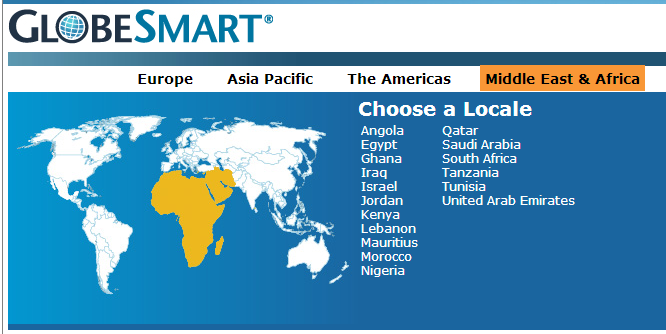 GLOBESMART®
Europe Asia Pacific The Americas Middle East & Africa
Choose a Locale
Angola
Egypt
Ghana
Iraq
Israel
Jordan
Kenya
Lebanon
Mauritius
Morocco
Nigeria
Qatar
Saudi Arabia
South Africa
Tanzania
Tunisia
United Arab Emirates